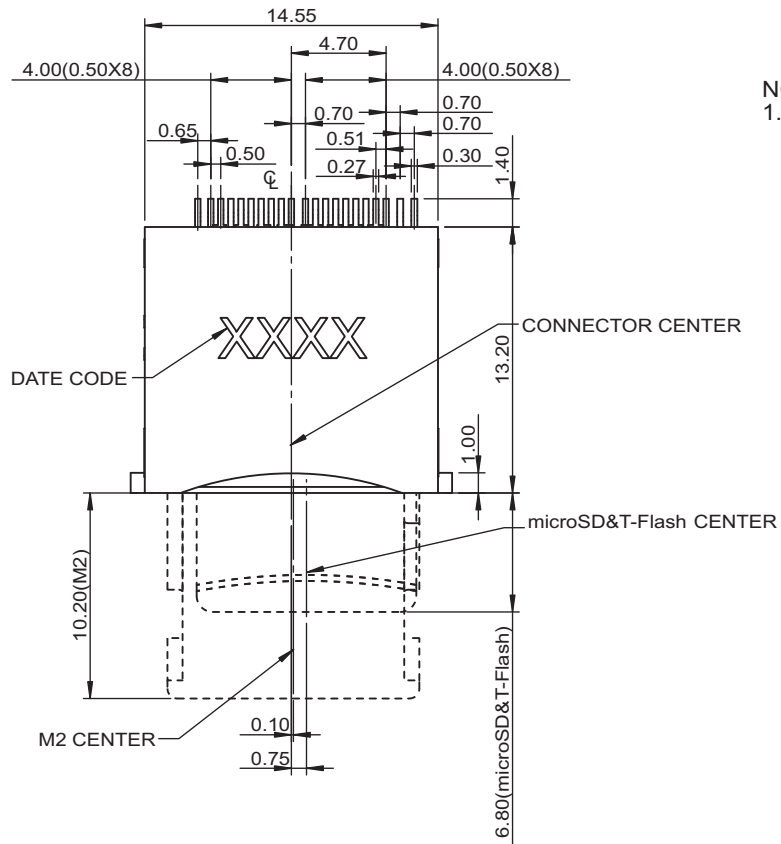 14.55
4.70
4.00(0.50X8)
4.00(0.50X8)
0.70
0.70
0.70
0.65
0.51
0.50
0.27
0.30
1.40
℄
XXXX
CONNECTOR CENTER
DATE CODE
13.20
1.00
microSD&T-Flash CENTER
10.20(M2)
6.80(microSD&T-Flash)
M2 CENTER
0.10
0.75
1.